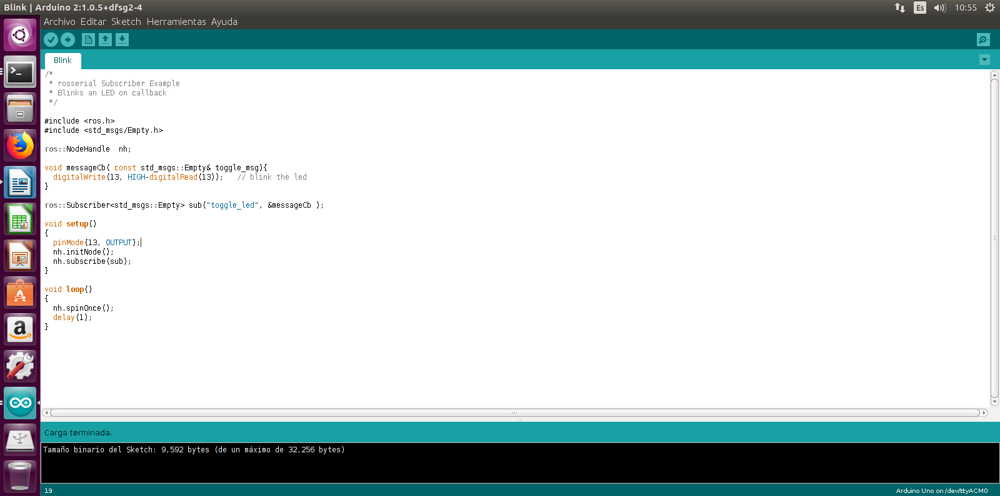 Blink | Arduino 2:1.0.5+dfsg2-4
Es
10:55
Archivo Editar Sketch Herramientas Ayuda
Blink
/*
 * rosserial Subscriber Example
 * Blinks an LED on callback
 */
#include <ros.h>
#include <std_msgs/Empty.h>
ros::NodeHandle  nh;
void messageCb( const std_msgs::Empty& toggle_msg){
  digitalWrite(13, HIGH-digitalRead(13));   // blink the led
}
ros::Subscriber<std_msgs::Empty> sub("toggle_led", &messageCb );
void setup()
{
  pinMode(13, OUTPUT);
  nh.initNode();
  nh.subscribe(sub);
}
void loop()
{
  nh.spinOnce();
  delay(1);
}
Carga terminada.
Tamaño binario del Sketch: 9,592 bytes (de un máximo de 32,256 bytes)
19
Arduino Uno on /dev/ttyACM0